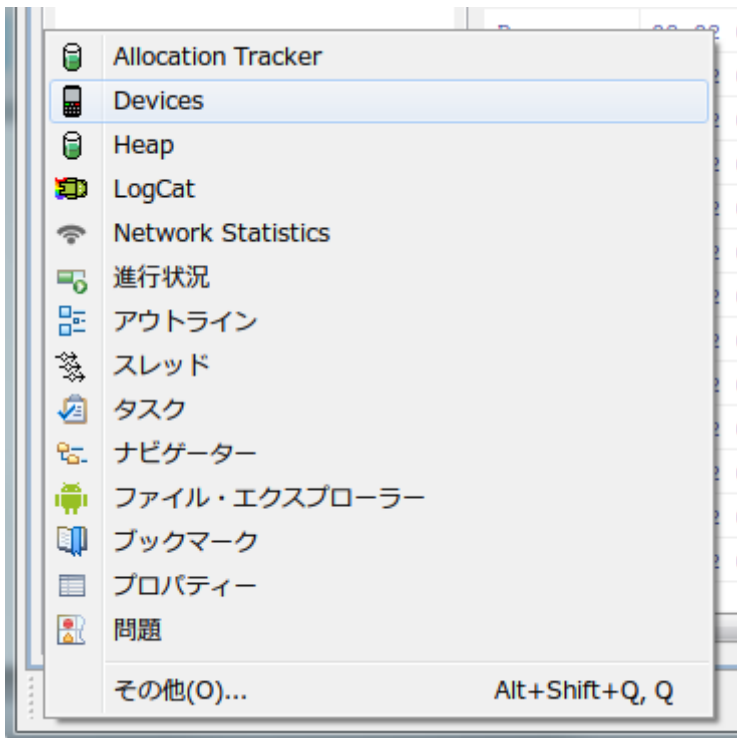 Allocation Tracker
Devices
Heap
LogCat
Network Statistics
進行状況
アウトライン
スレッド
タスク
ナビゲーター
ファイル・エクスプローラー
ブックマーク
プロパティー
問題
その他(O)... Alt+Shift+Q, Q